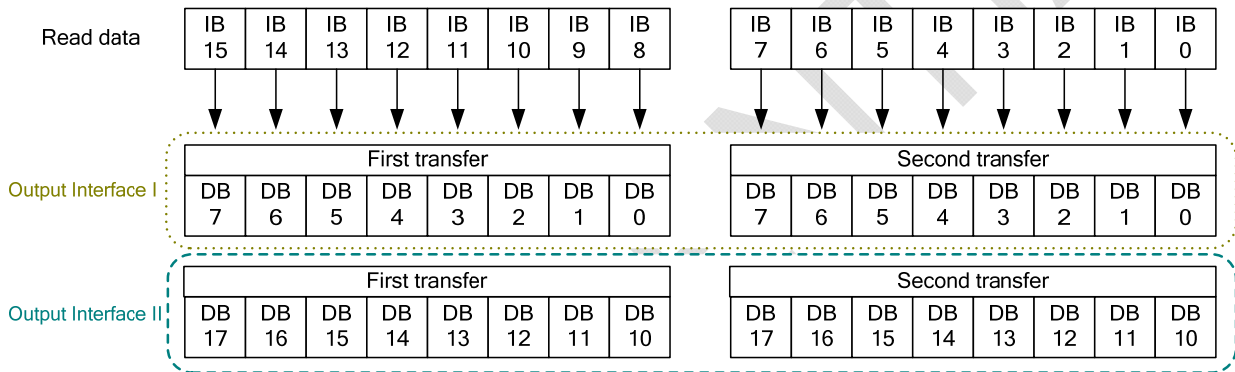 Read data
IB IB IB IB IB IB IB IB IB IB IB IB IB IB IB IB
15 14 13 12 11 10 9 8 7 6 5 4 3 2 1 0
First transfer Second transfer
Output Interface I
DB DB DB DB DB DB DB DB DB DB DB DB DB DB DB DB
7 6 5 4 3 2 1 0 7 6 5 4 3 2 1 0
First transfer Second transfer
Output Interface II
DB DB DB DB DB DB DB DB DB DB DB DB DB DB DB DB
17 16 15 14 13 12 11 10 17 16 15 14 13 12 11 10